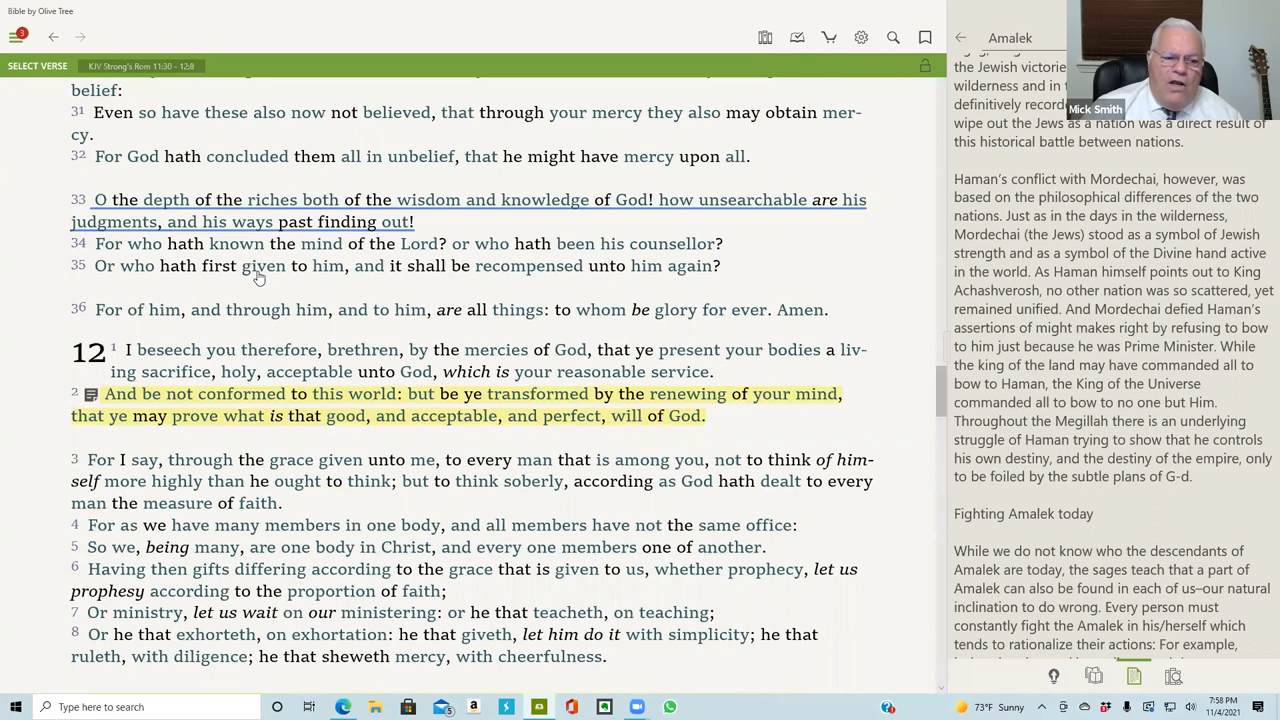 Bible by Olive Tree
3
Amalek
SELECT VERSE
KJV Strong's Rom 11:30 - 12:8
belief:
31 Even so have these also now not believed, that through your mercy they also may obtain mer-
cy.
32 For God hath concluded them all in unbelief, that he might have mercy upon all.
33 O the depth of the riches both of the wisdom and knowledge of God! how unsearchable are his
judgments, and his ways past finding out!
34 For who hath known the mind of the Lord? or who hath been his counsellor?
35 Or who hath first given to him, and it shall be recompensed unto him again?
36 For of him, and through him, and to him, are all things: to whom be glory for ever. Amen.
12 1 I beseech you therefore, brethren, by the mercies of God, that ye present your bodies a liv-
ing sacrifice, holy, acceptable unto God, which is your reasonable service.
2 And be not conformed to this world: but be ye transformed by the renewing of your mind,
that ye may prove what is that good, and acceptable, and perfect, will of God.
3 For I say, through the grace given unto me, to every man that is among you, not to think of him-
self more highly than he ought to think; but to think soberly, according as God hath dealt to every
man the measure of faith.
4 For as we have many members in one body, and all members have not the same office:
5 So we, being many, are one body in Christ, and every one members one of another.
6 Having then gifts differing according to the grace that is given to us, whether prophecy, let us
prophesy according to the proportion of faith;
7 Or ministry, let us wait on our ministering: or he that teacheth, on teaching;
8 Or he that exhorteth, on exhortation: he that giveth, let him do it with simplicity; he that
ruleth, with diligence; he that sheweth mercy, with cheerfulness.
the Jewish victories
wilderness and in t
definitively record
wipe out the Jews as a nation was a direct result of
this historical battle between nations.
Mick Smith
Haman's conflict with Mordechai, however, was
based on the philosophical differences of the two
nations. Just as in the days in the wilderness,
Mordechai (the Jews) stood as a symbol of Jewish
strength and as a symbol of the Divine hand active
in the world. As Haman himself points out to King
Achashverosh, no other nation was so scattered, yet
remained unified. And Mordechai defied Haman's
assertions of might makes right by refusing to bow
to him just because he was Prime Minister. While
the king of the land may have commanded all to
bow to Haman, the King of the Universe
commanded all to bow to no one but Him.
Throughout the Megillah there is an underlying
struggle of Haman trying to show that he controls
his own destiny, and the destiny of the empire, only
to be foiled by the subtle plans of G-d.
Fighting Amalek today
While we do not know who the descendants of
Amalek are today, the sages teach that a part of
Amalek can also be found in each of us–our natural
inclination to do wrong. Every person must
constantly fight the Amalek in his/herself which
tends to rationalize their actions: For example,
Type here to search
5
73°F Sunny
7:58 PM
11/4/2021